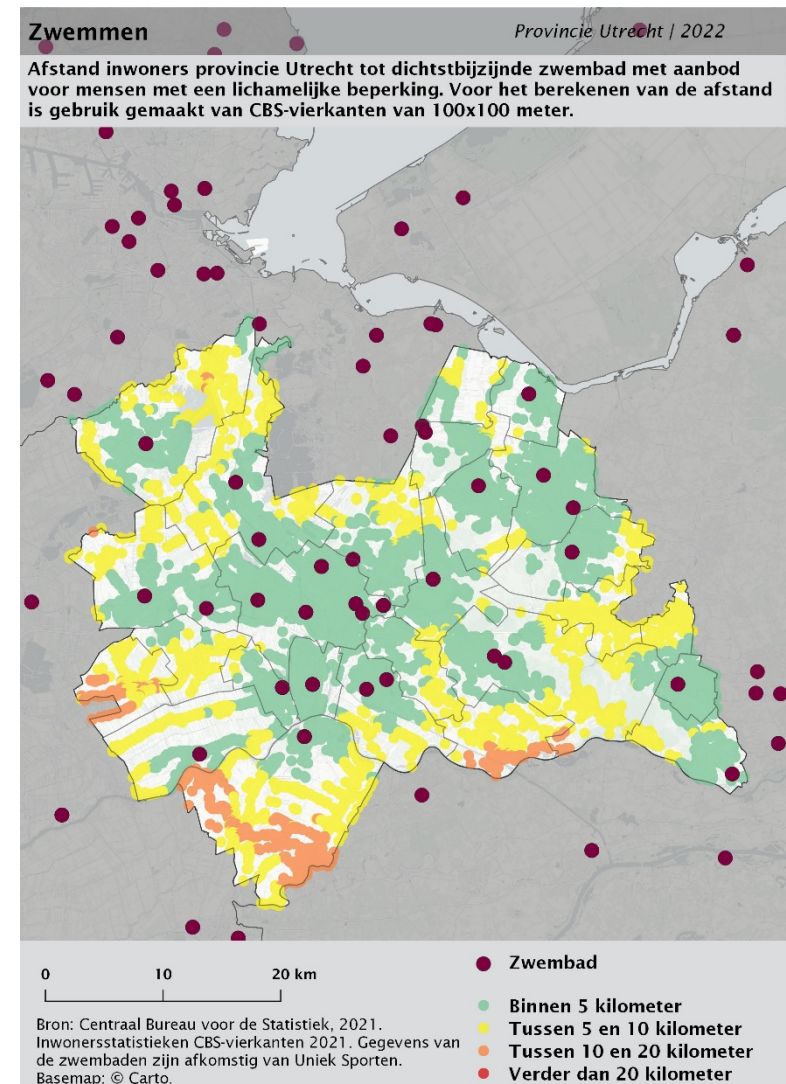 Zwemmen
Provincie Utrecht | 2022
Afstand inwoners provincie Utrecht tot dichtstbijzijnde zwembad met aanbod
voor mensen met een lichamelijke beperking. Voor het berekenen van de afstand
is gebruik gemaakt van CBS-vierkanten van 100x100 meter.
0 10 20 km
Bron: Centraal Bureau voor de Statistiek, 2021.
Inwonersstatistieken CBS-vierkanten 2021. Gegevens van
de zwembaden zijn afkomstig van Uniek Sporten.
Basemap: © Carto.
Zwembad
Binnen 5 kilometer
Tussen 5 en 10 kilometer
Tussen 10 en 20 kilometer
Verder dan 20 kilometer